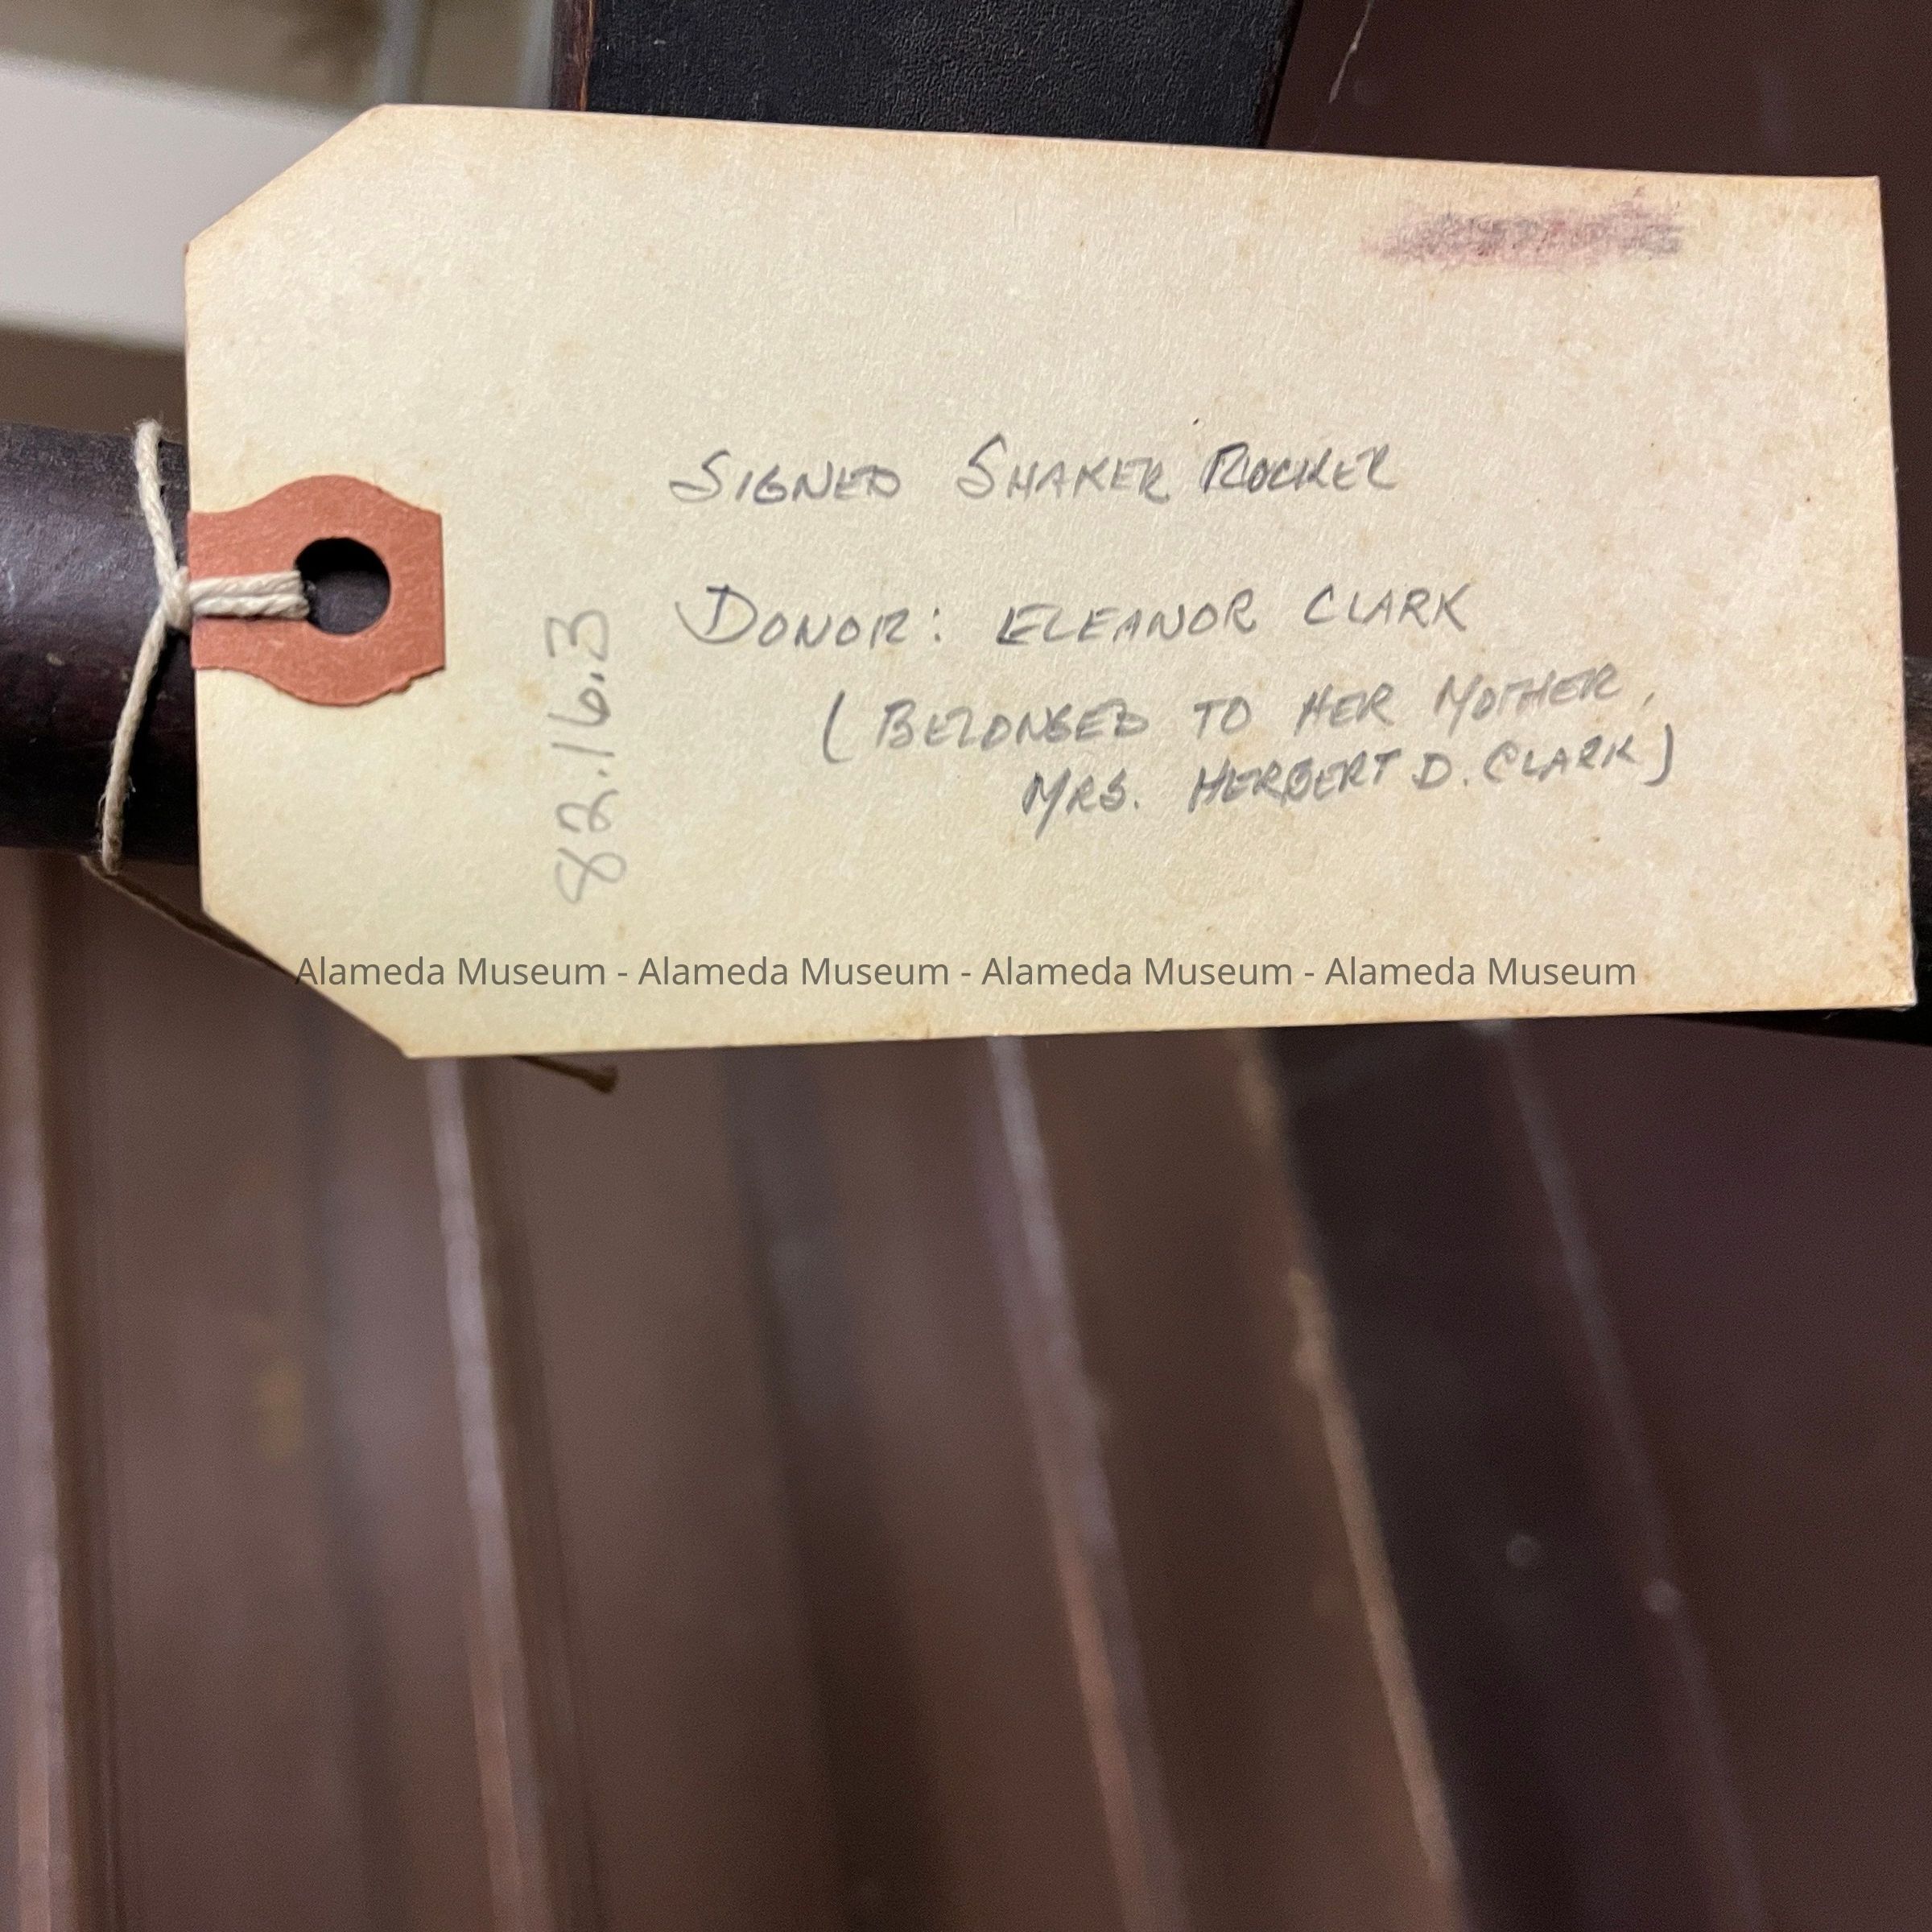 SIGNED SHAKER ROCKER
DONOR: ELEANOR CLARK
(BELONGED TO HER MOTHER,
MRS. HERBERT D. CLARK)
82.16.3
Alameda Museum - Alameda Museum - Alameda Museum - Alameda Museum